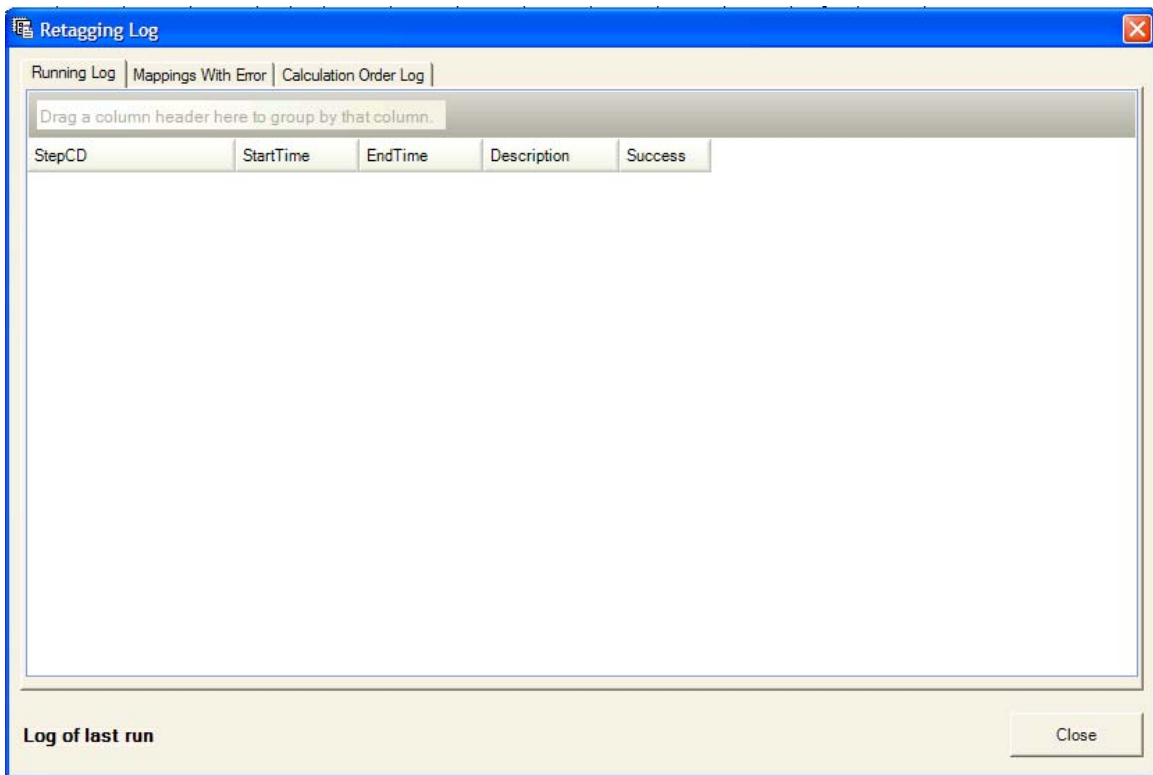 Retagging Log
Running Log Mappings With Error Calculation Order Log
Drag a column header here to group by that column.
StepCD StartTime EndTime Description Success
Log of last run Close